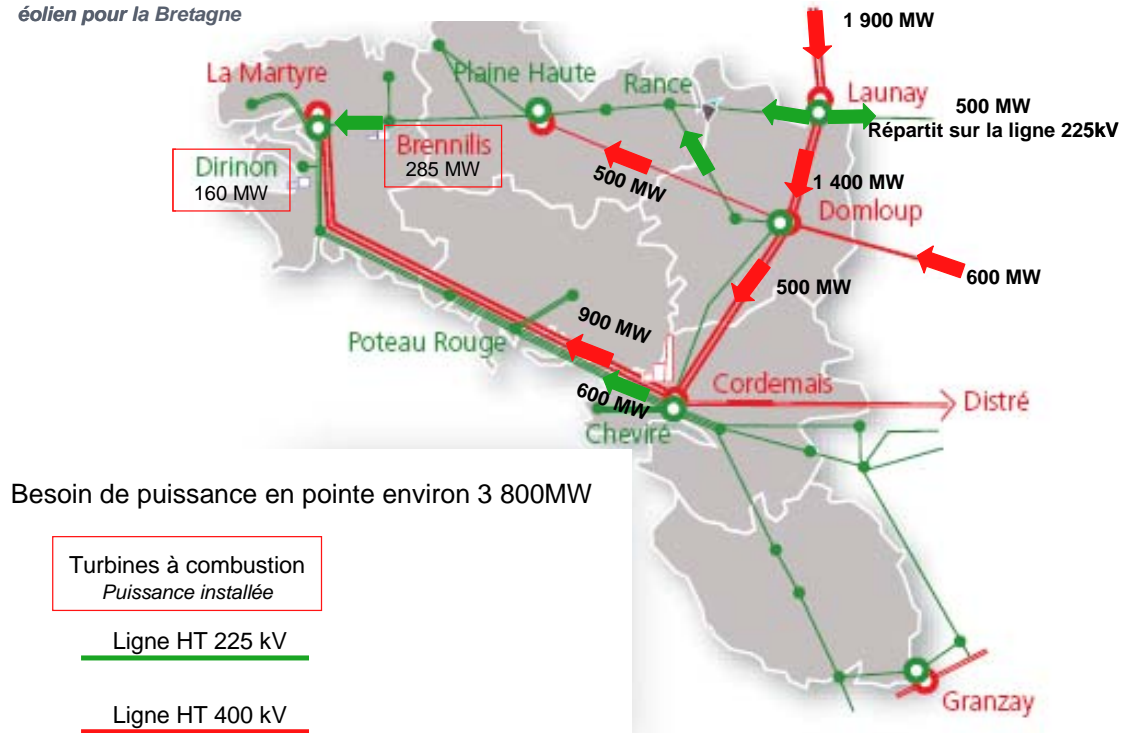 éolien pour la Bretagne
1 900 MW
La Martyre
Plaine Haute
Rance
Launay
500 MW
Répartit sur la ligne 225kV
Brennilis
285 MW
Dirinon
160 MW
500 MW
1 400 MW
Domloup
600 MW
500 MW
900 MW
Poteau Rouge
600 MW
Cordemais
Distré
Cheviré
Besoin de puissance en pointe environ 3 800MW
Turbines à combustion
Puissance installée
Ligne HT 225 kV
Ligne HT 400 kV
Granzay